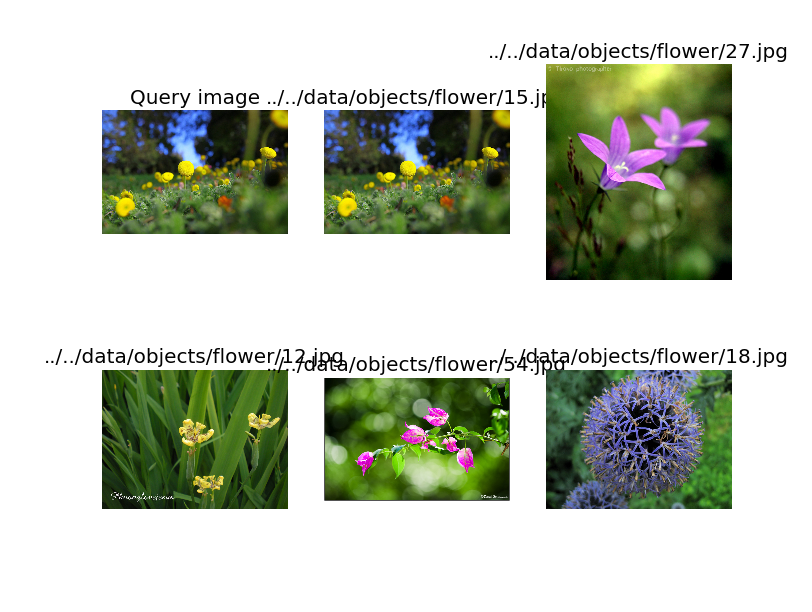 ../../data/objects/flower/27.jpg
Query image
../../data/objects/flower/15.jp
../../data/objects/flower/12.jpg
../../data/objects/flower/54.jpg
../../data/objects/flower/18.jpg